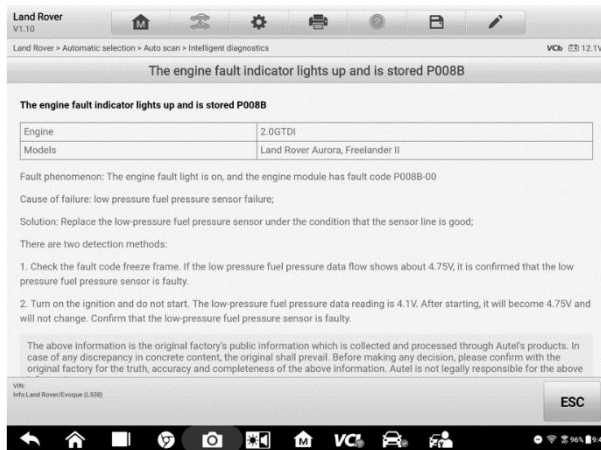 Land Rover
V1.10
Land Rover > Automatic selection > Auto scan > Intelligent diagnostics
VCI: 12.1V
The engine fault indicator lights up and is stored P008B
The engine fault indicator lights up and is stored P008B
Engine 2.0GTDI
Models Land Rover Aurora, Freelander II
Fault phenomenon: The engine fault light is on, and the engine module has fault code P008B-00
Cause of failure: low pressure fuel pressure sensor failure;
Solution: Replace the low-pressure fuel pressure sensor under the condition that the sensor line is good;
There are two detection methods:
1. Check the fault code freeze frame. If the low pressure fuel pressure data flow shows about 4.75V, it is confirmed that the low
pressure fuel pressure sensor is faulty.
2. Turn on the ignition and do not start. The low-pressure fuel pressure data reading is 4.1V. After starting, it will become 4.75V and
will not change. Confirm that the low-pressure fuel pressure sensor is faulty.
The above information is the original factory's public information which is collected and processed through Autel's products. In
case of any discrepancy in concrete content, the original shall prevail. Before making any decision, please confirm with the
original factory for the truth, accuracy and completeness of the above information. Autel is not legally responsible for the above
VIN:
Info:Land Rover/Evoque (L538)
ESC
M
VCI
96%